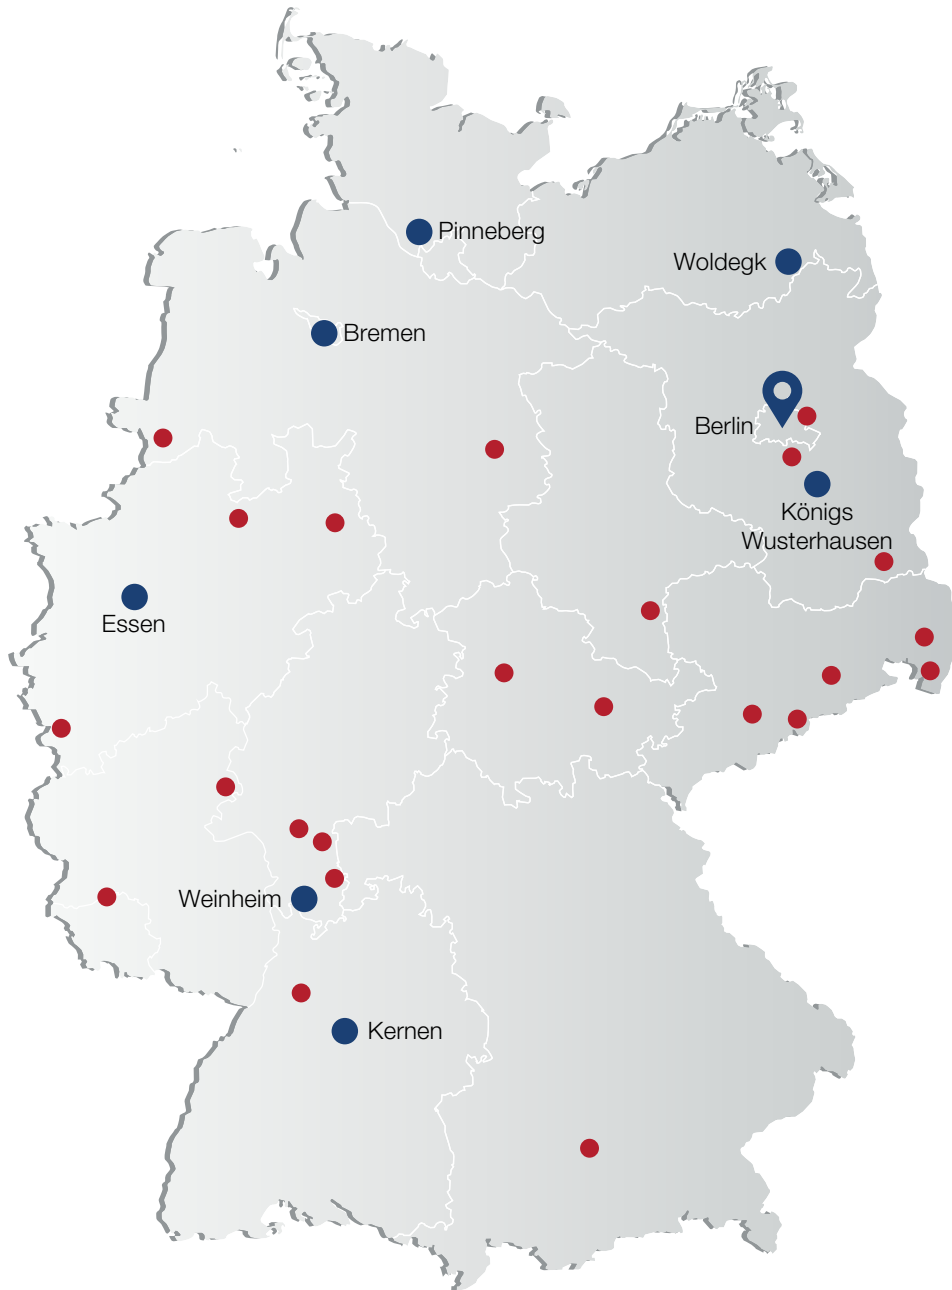 Pinneberg
Woldegk
Bremen
Berlin
Königs
Wusterhausen
Essen
Weinheim
Kernen